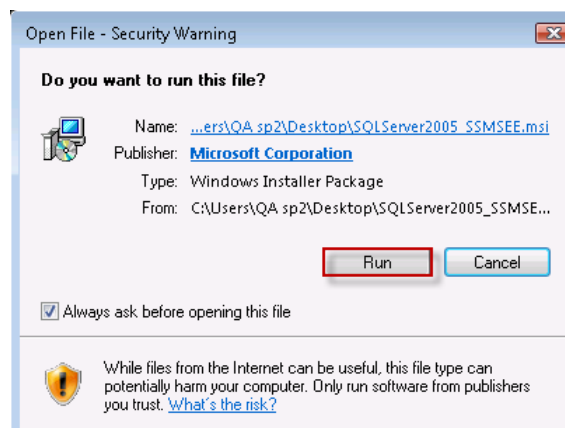 Open File - Security Warning
Do you want to run this file?
Name: ...ers\QA sp2\Desktop\SQLServer2005_SSMSEE.msi
Publisher: Microsoft Corporation
Type: Windows Installer Package
From: C:\Users\QA sp2\Desktop\SQLServer2005_SSMSE...
Run Cancel
Always ask before opening this file
While files from the Internet can be useful, this file type can
potentially harm your computer. Only run software from publishers
you trust. What's the risk?